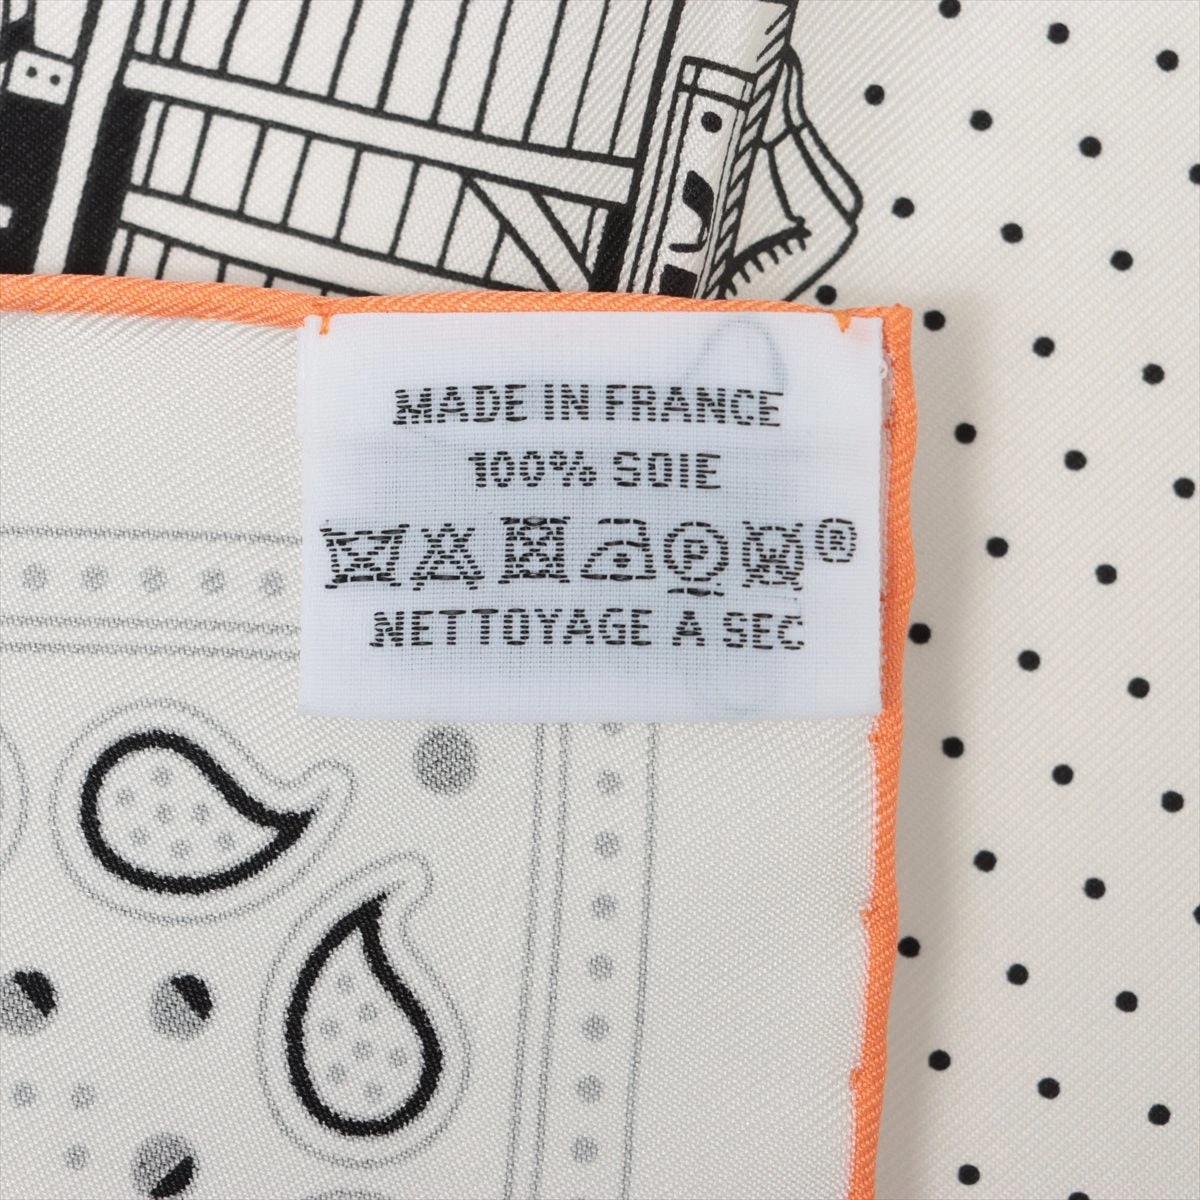 MADE IN FRANCE
100% SOIE
P ®
NETTOYAGE A SEC